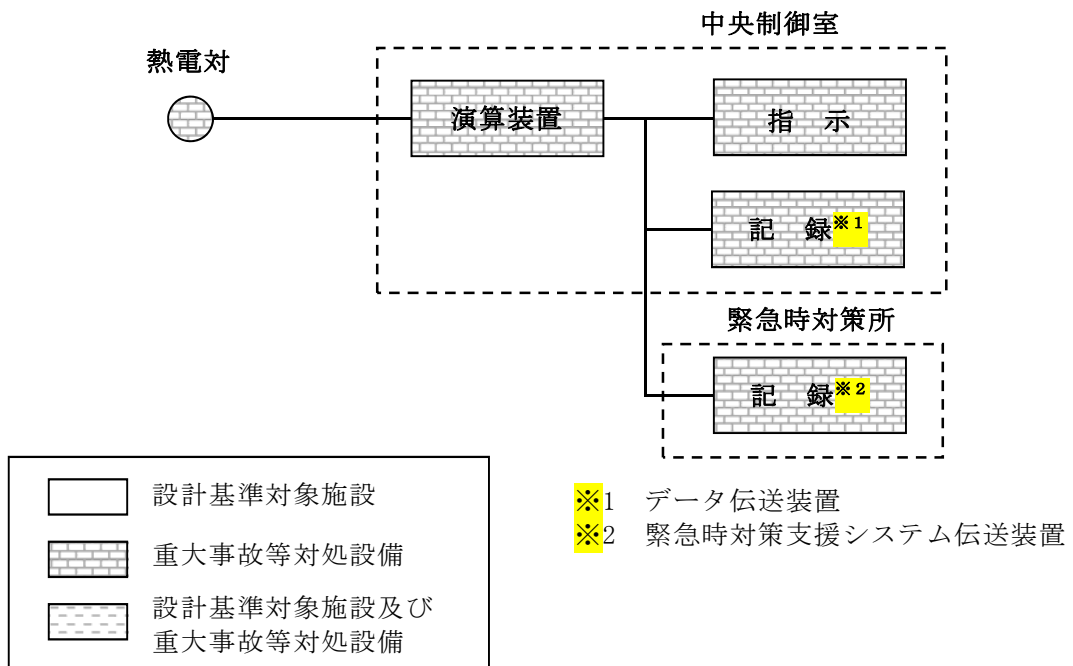 中央制御室
熱電対
演算装置
指 示
記 録※1
緊急時対策所
記 録※2
設計基準対象施設
重大事故等対処設備
設計基準対象施設及び
重大事故等対処設備
※1 データ伝送装置
※2 緊急時対策支援システム伝送装置